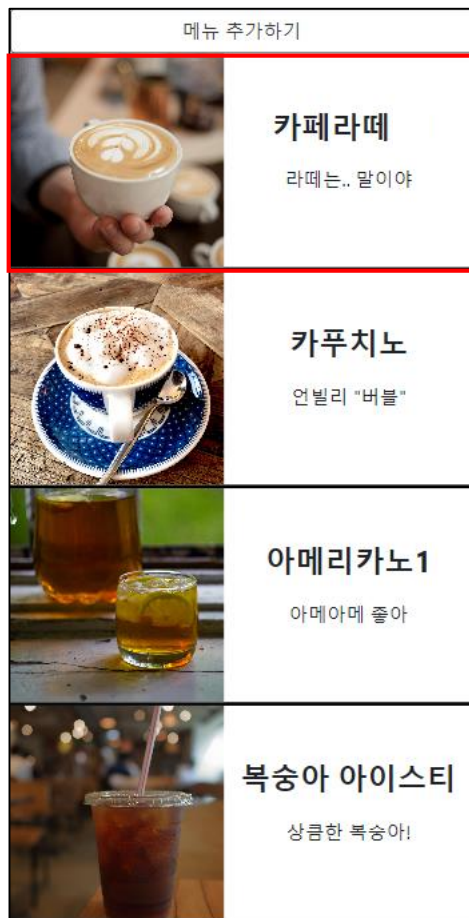 메뉴 추가하기
카페라떼
라떼는.. 말이야
카푸치노
언빌리 "버블"
아메리카노1
아메아메 좋아
복숭아 아이스티
상큼한 복숭아!